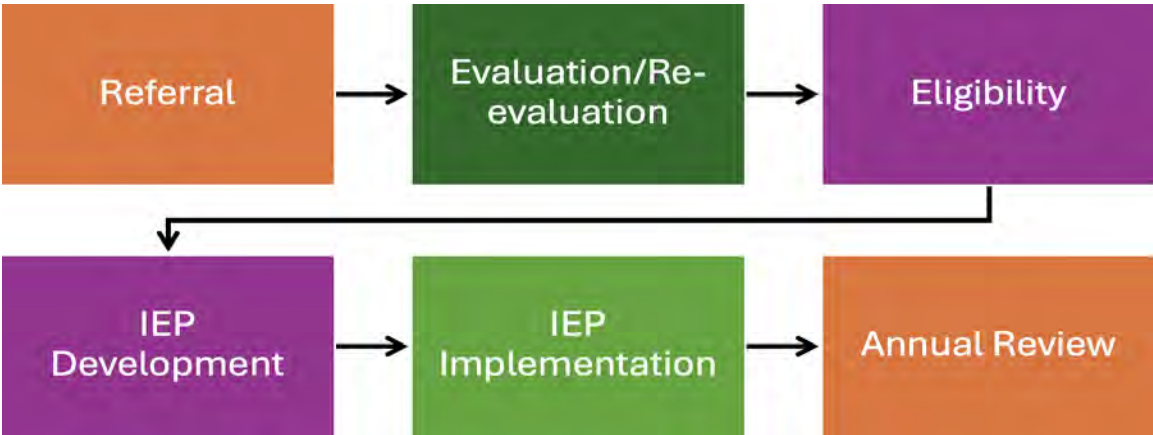 Referral
Evaluation/Re-
evaluation
Eligibility
IEP
Development
IEP
Implementation
Annual Review